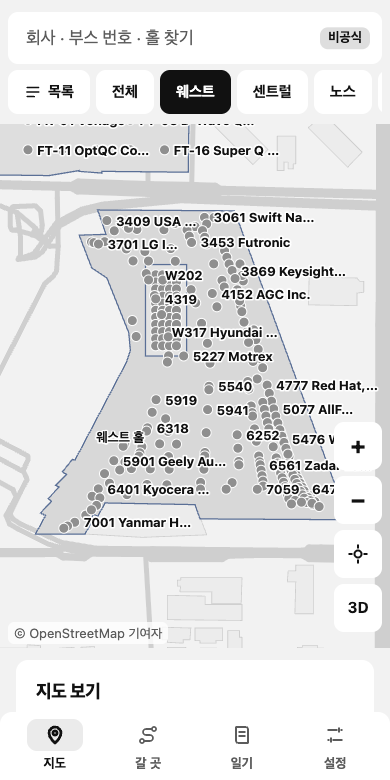 회사 · 부스 번호 · 홀 찾기
비공식
목록
전체
웨스트
센트럴
노스
FT-11 OptQC Co...
FT-16 Super Q ...
3409 USA ...
3061 Swift Na...
3701 LG I...
3453 Futronic
W202
3869 Keysight...
4319
4152 AGC Inc.
W317 Hyundai ...
5227 Motrex
5540
4777 Red Hat,...
5919
5941
5077 AllF...
6318
웨스트 홀
6252
5476
5901 Geely Au...
6561 Zada.
6401 Kyocera ...
7059
647
7001 Yanmar H...
+
−
3D
© OpenStreetMap 기여자
지도 보기
지도
갈 곳
일기
설정